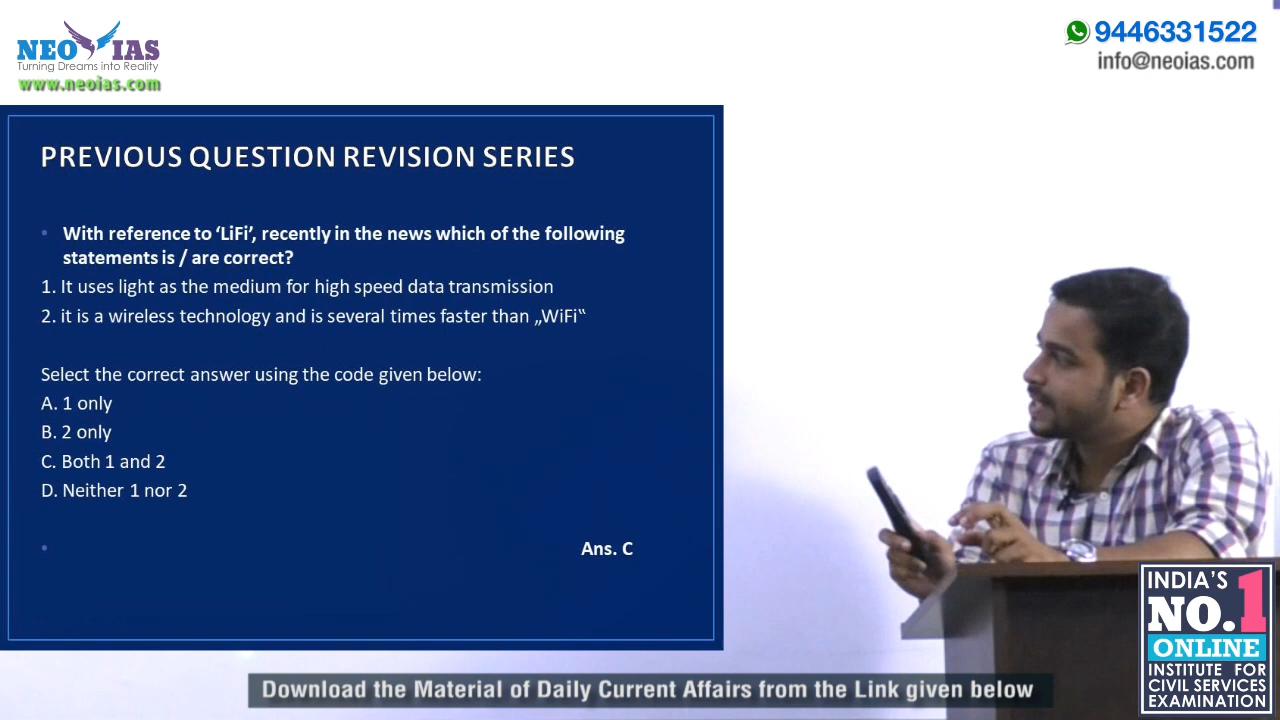 NEO IAS
Turning Dreams into Reality
www.neoias.com
9446331522
info@neoias.com
PREVIOUS QUESTION REVISION SERIES
• With reference to ‘LiFi’, recently in the news which of the following
statements is / are correct?
1. It uses light as the medium for high speed data transmission
2. it is a wireless technology and is several times faster than „WiFi‟
Select the correct answer using the code given below:
A. 1 only
B. 2 only
C. Both 1 and 2
D. Neither 1 nor 2
• Ans. C
INDIA'S
NO.1
ONLINE
INSTITUTE FOR
CIVIL SERVICES
EXAMINATION
Download the Material of Daily Current Affairs from the Link given below